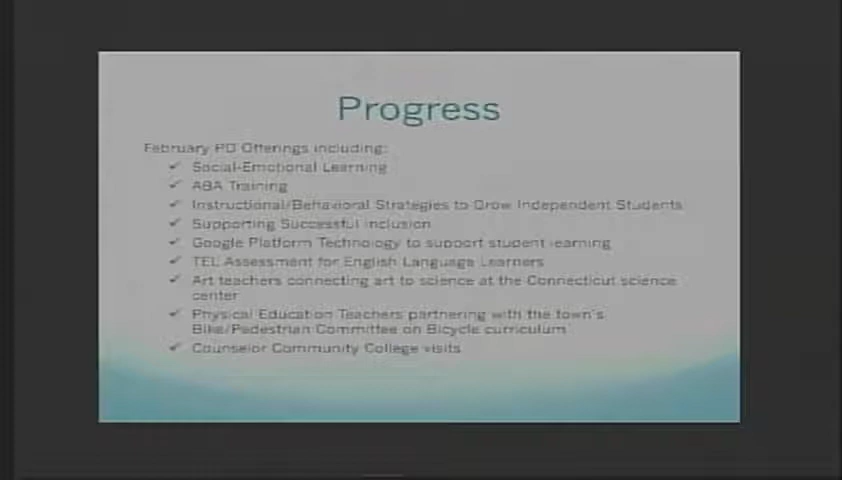 Progress
February PD Offerings including:
✓ Social-Emotional Learning
✓ ABA Training
✓ Instructional/Behavioral Strategies to Grow Independent Students
✓ Supporting Successful inclusion
✓ Google Platform Technology to support student learning
✓ TEL Assessment for English Language Learners
✓ Art teachers connecting art to science at the Connecticut science
center
✓ Physical Education Teachers partnering with the town's
Bike/Pedestrian Committee on Bicycle curriculum
✓ Counselor Community College visits